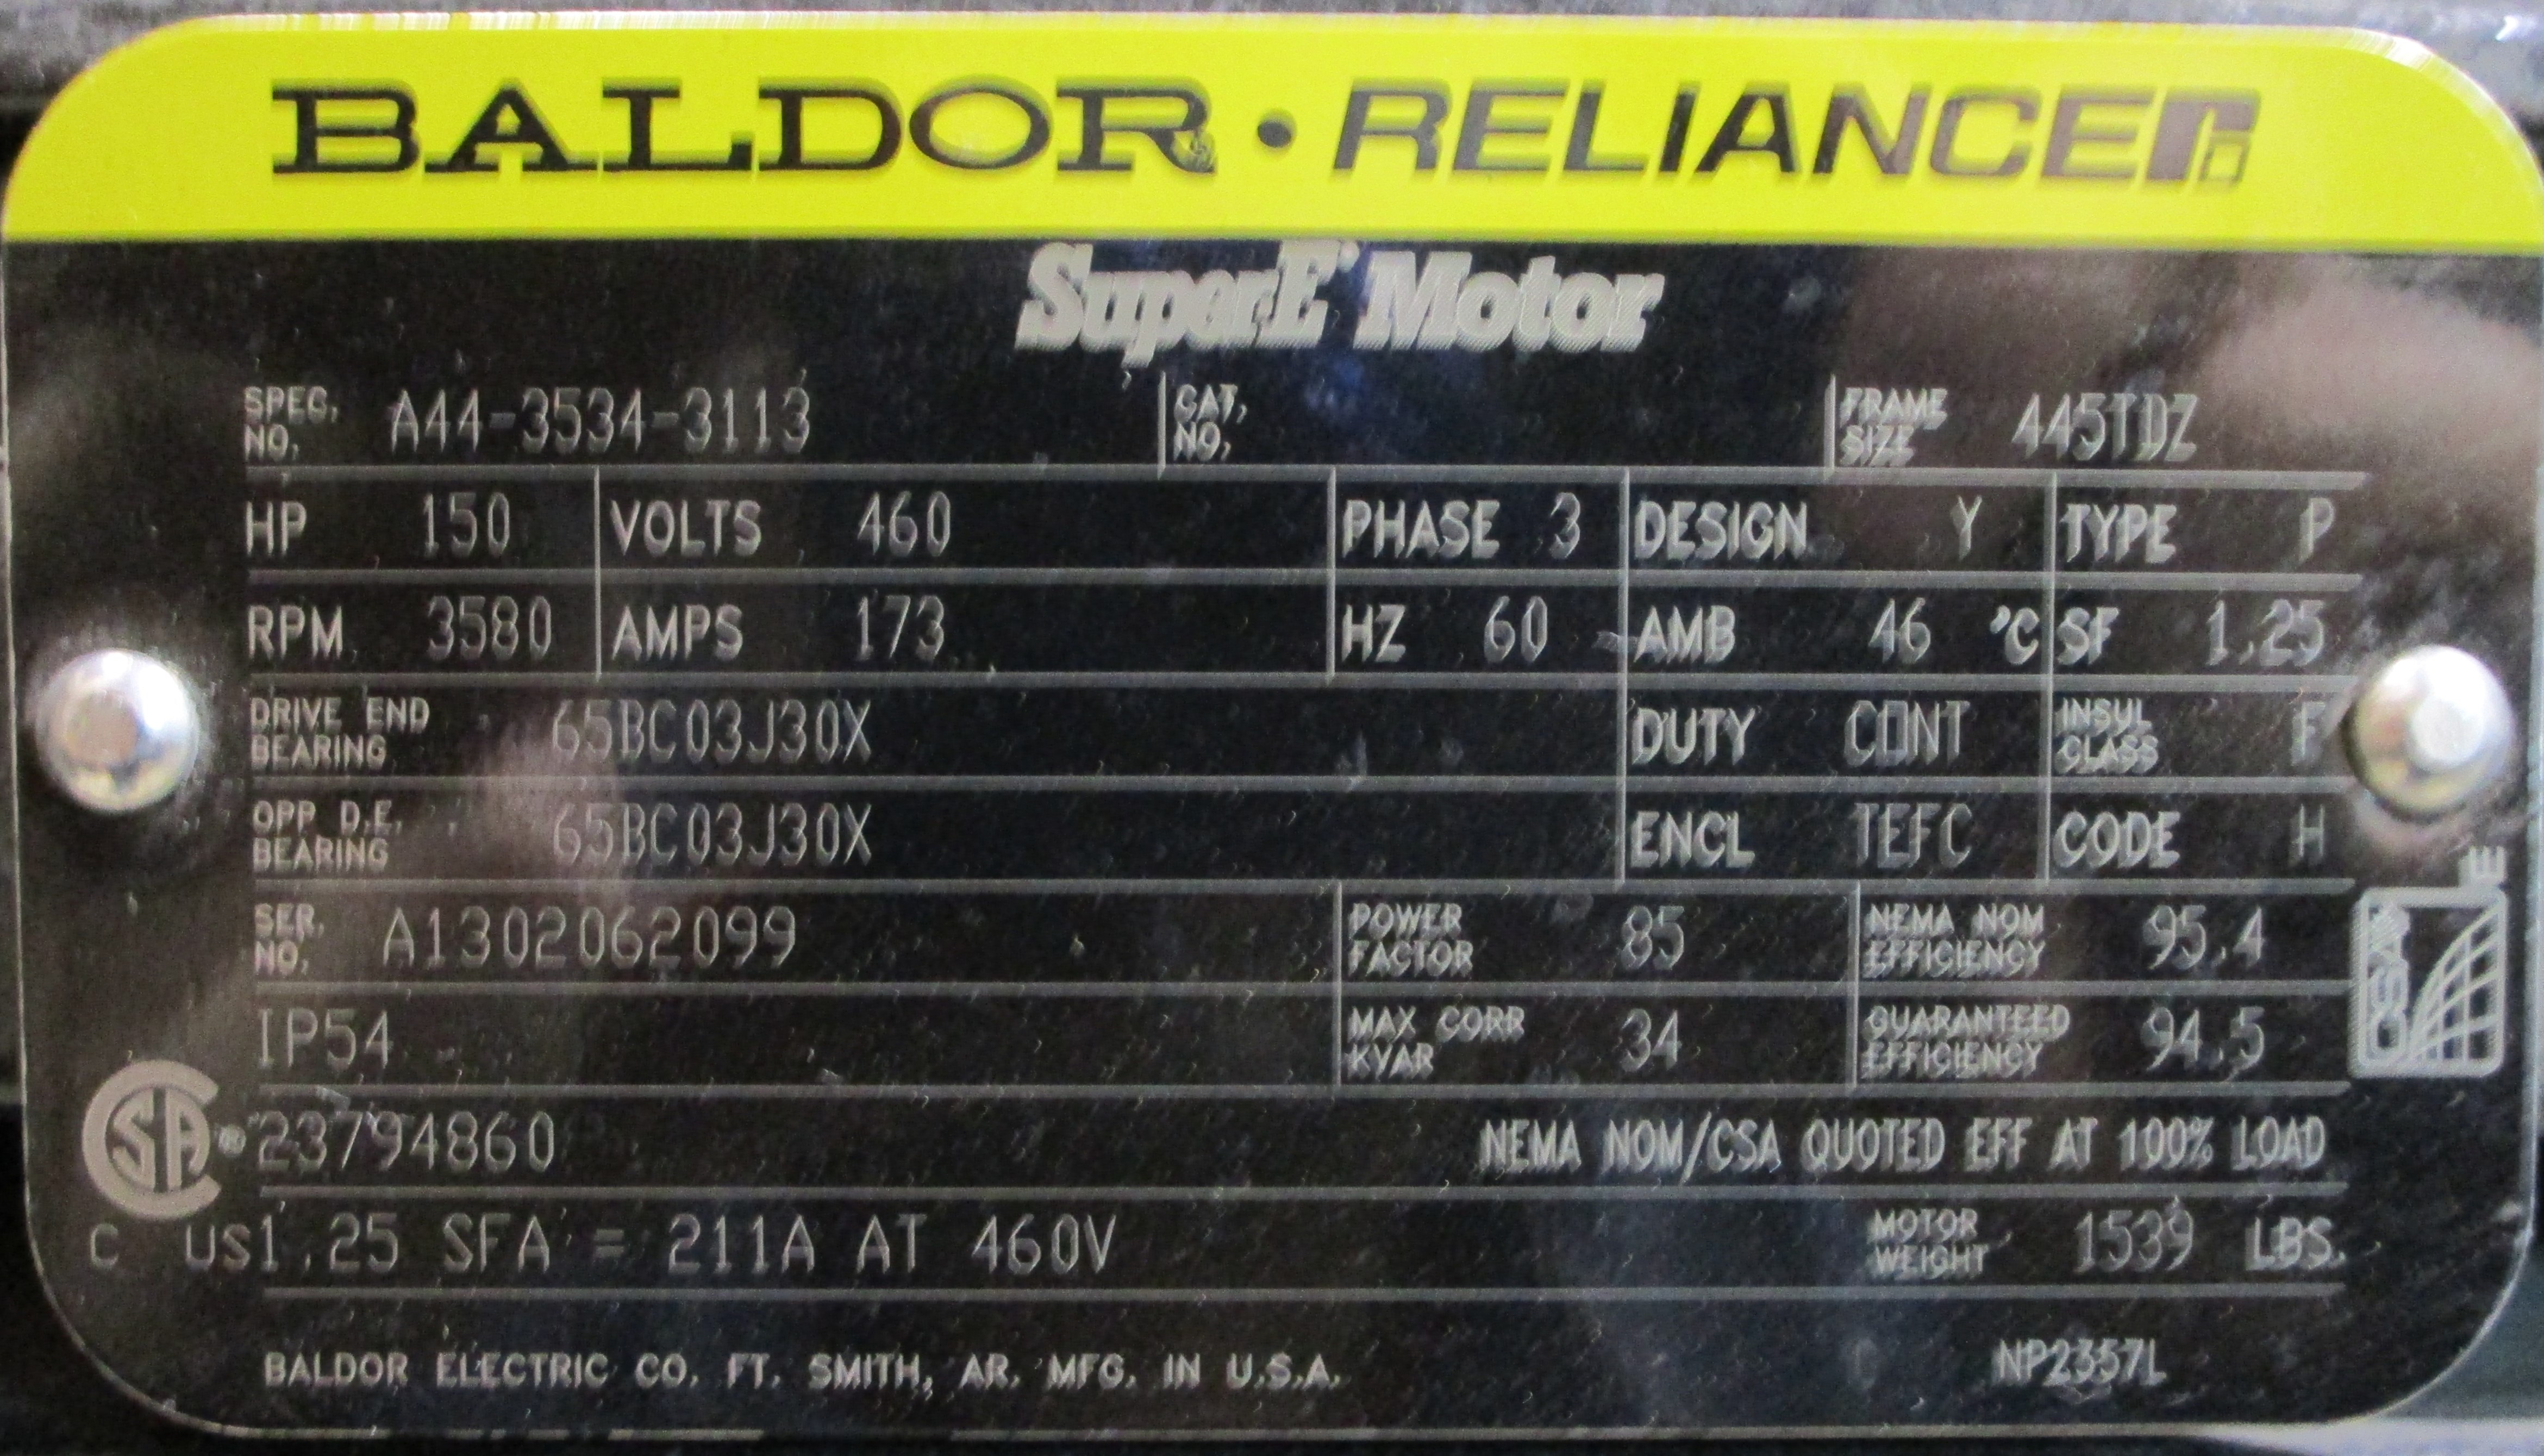 BALDOR • RELIANCE
SuperE Motor
SPEC. NO. A44-3534-3113 CAT. NO. FRAME SIZE 445TDZ
HP 150 VOLTS 460 PHASE 3 DESIGN Y TYPE P
RPM 3580 AMPS 173 HZ 60 AMB 46 °C SF 1.25
DRIVE END BEARING 65BC03J30X DUTY CONT INSUL CLASS F
OPP D.E. BEARING 65BC03J30X ENCL TEFC CODE H
SER. NO. A1302062099 POWER FACTOR 85 NEMA NOM EFFICIENCY 95.4
IP54 MAX CORR KVAR 34 GUARANTEED EFFICIENCY 94.5
E
CSA
SA® 23794860 NEMA NOM/CSA QUOTED EFF AT 100% LOAD
C US 1.25 SFA = 211A AT 460V MOTOR WEIGHT 1539 LBS.
BALDOR ELECTRIC CO. FT. SMITH, AR. MFG. IN U.S.A. NP2357L